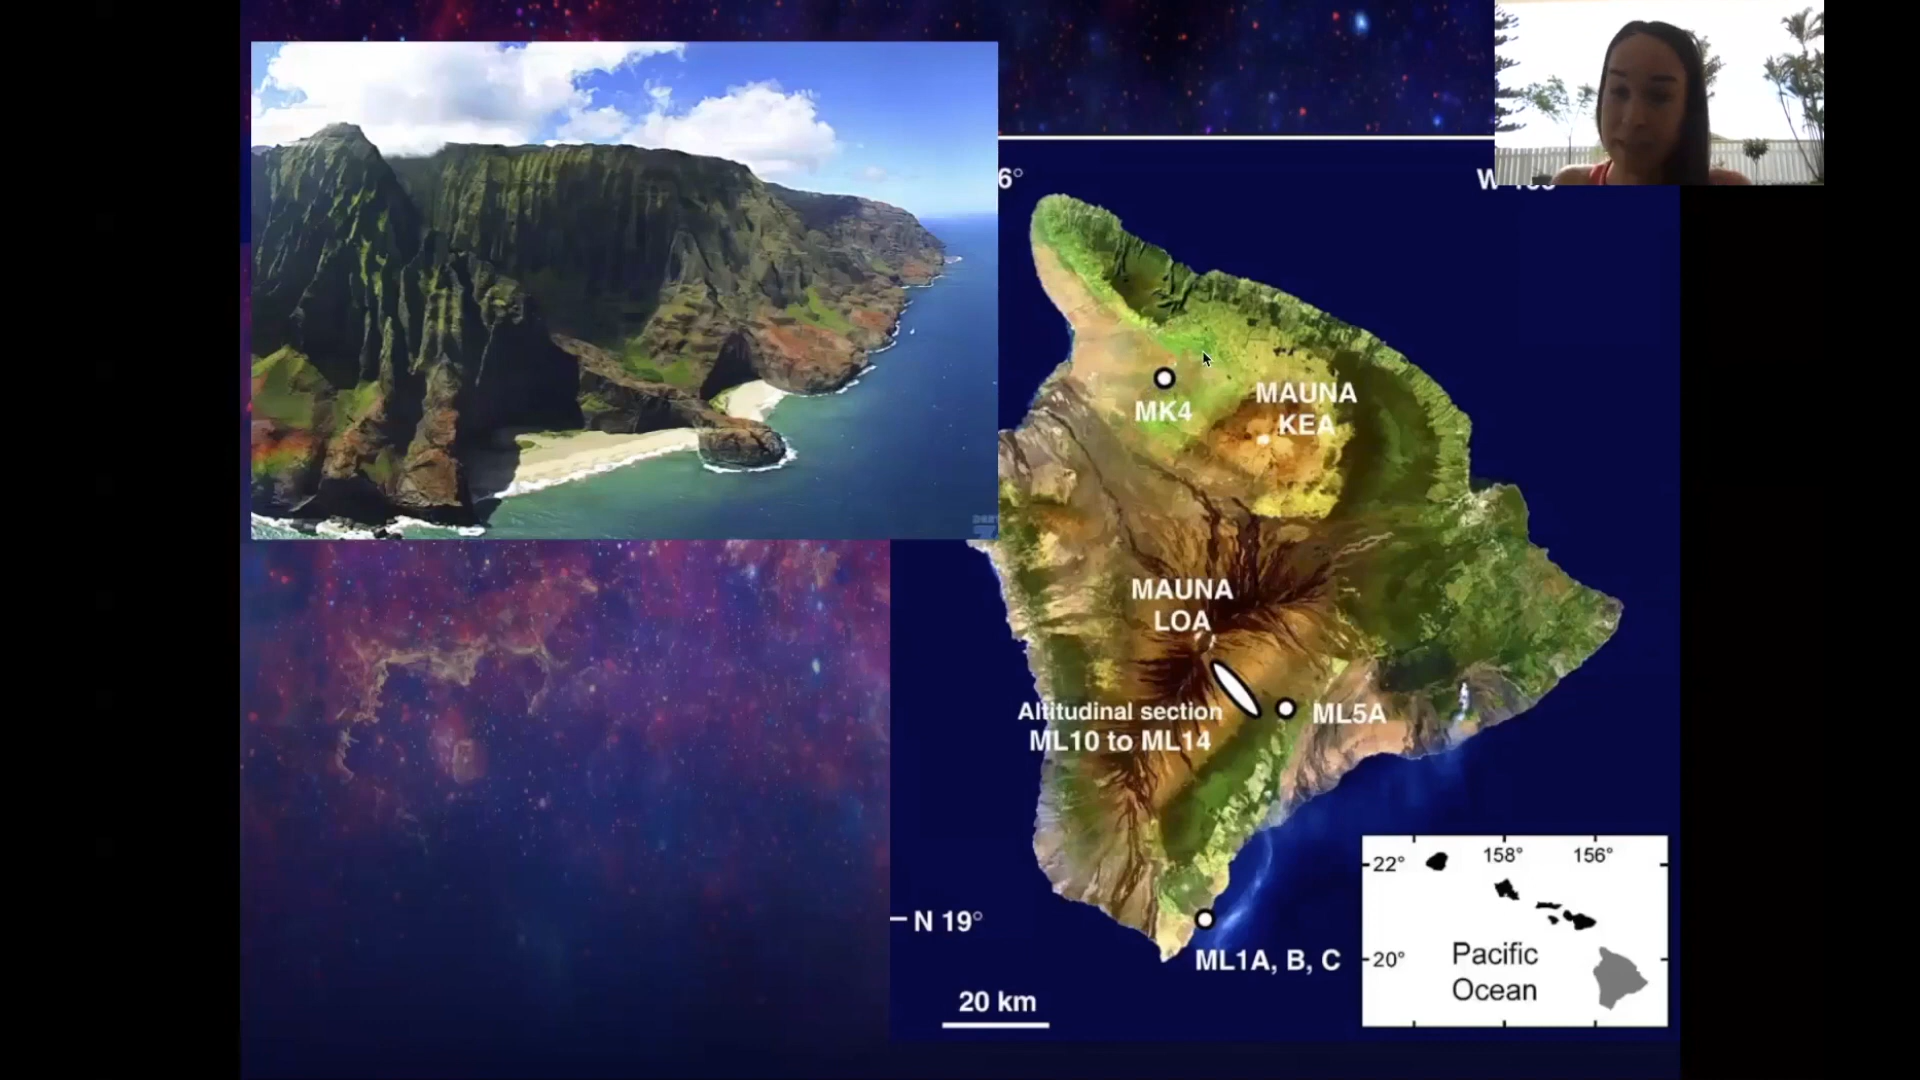 6°
MAUNA
KEA
MK4
MAUNA
LOA
Altitudinal section
ML10 to ML14
ML5A
N 19°
ML1A, B, C
20 km
158° 156°
22°
20°
Pacific
Ocean